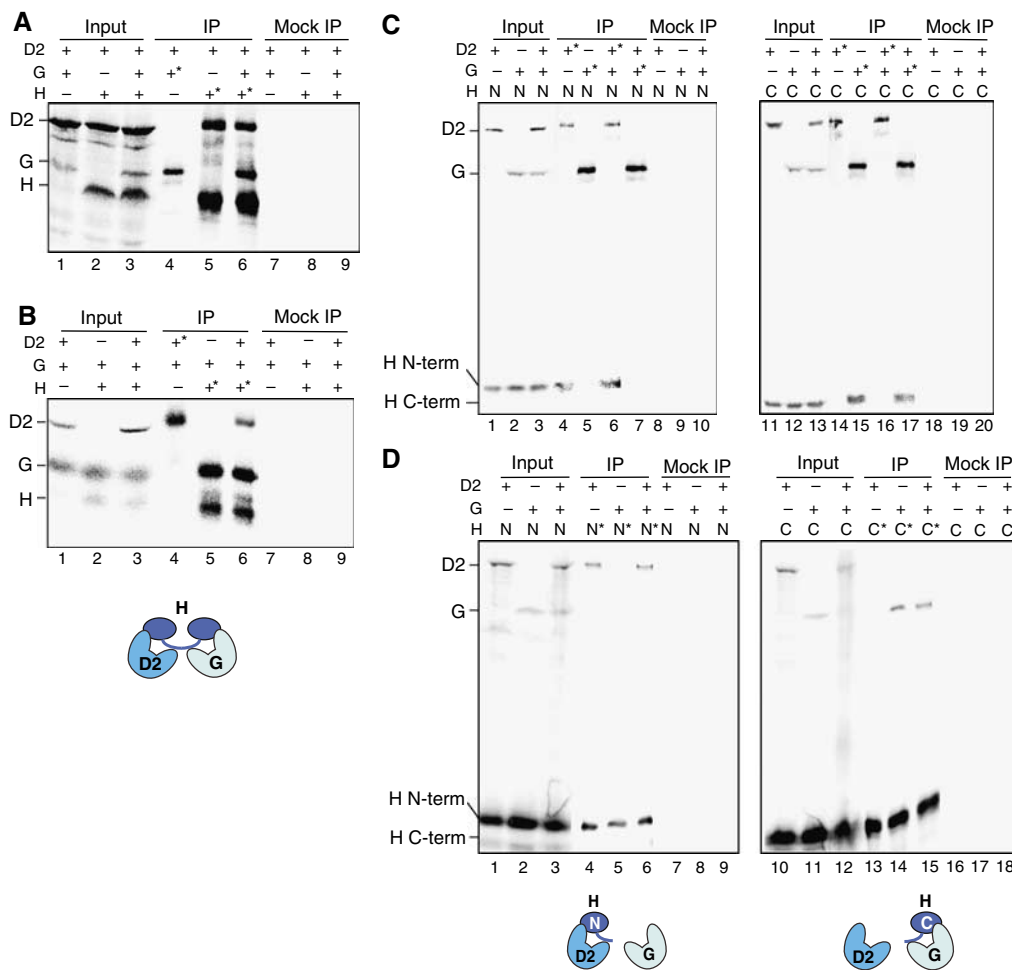 A
Input IP Mock IP
D2 + + + + + + + + +
G + – + +* – + + + +
H – + + – +* +* – + +
D2
G
H
1 2 3 4 5 6 7 8 9
B
Input IP Mock IP
D2 + – + +* – + + – +
G + + + + + + + + +
H – + + – +* +* – + +
D2
G
H
1 2 3 4 5 6 7 8 9
H
D2 G
C
Input IP Mock IP
D2 + – + +* – +* + + – +
G – + + – +* + +* – + +
H N N N N N N N N N N
D2
G
H N-term
H C-term
1 2 3 4 5 6 7 8 9 10
Input IP Mock IP
+ – + +* – +* + + – +
– + + – +* + +* – + +
C C C C C C C C C C
11 12 13 14 15 16 17 18 19 20
D
Input IP Mock IP
D2 + – + + – + + – +
G – + + – + + – + +
H N N N N* N* N* N N N
D2
G
H N-term
H C-term
1 2 3 4 5 6 7 8 9
Input IP Mock IP
+ – + + – + + – +
– + + – + + – + +
C C C C* C* C* C C C
10 11 12 13 14 15 16 17 18
H
N
D2 G
H
C
D2 G